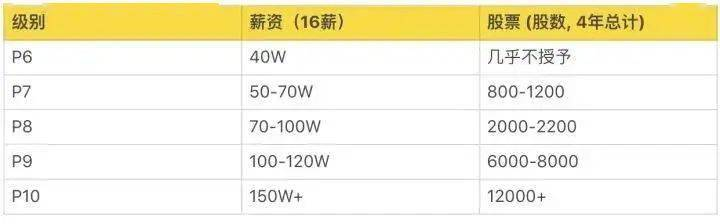 级别 薪资（16薪） 股票 (股数, 4年总计)
P6 40W 几乎不授予
P7 50-70W 800-1200
P8 70-100W 2000-2200
P9 100-120W 6000-8000
P10 150W+ 12000+